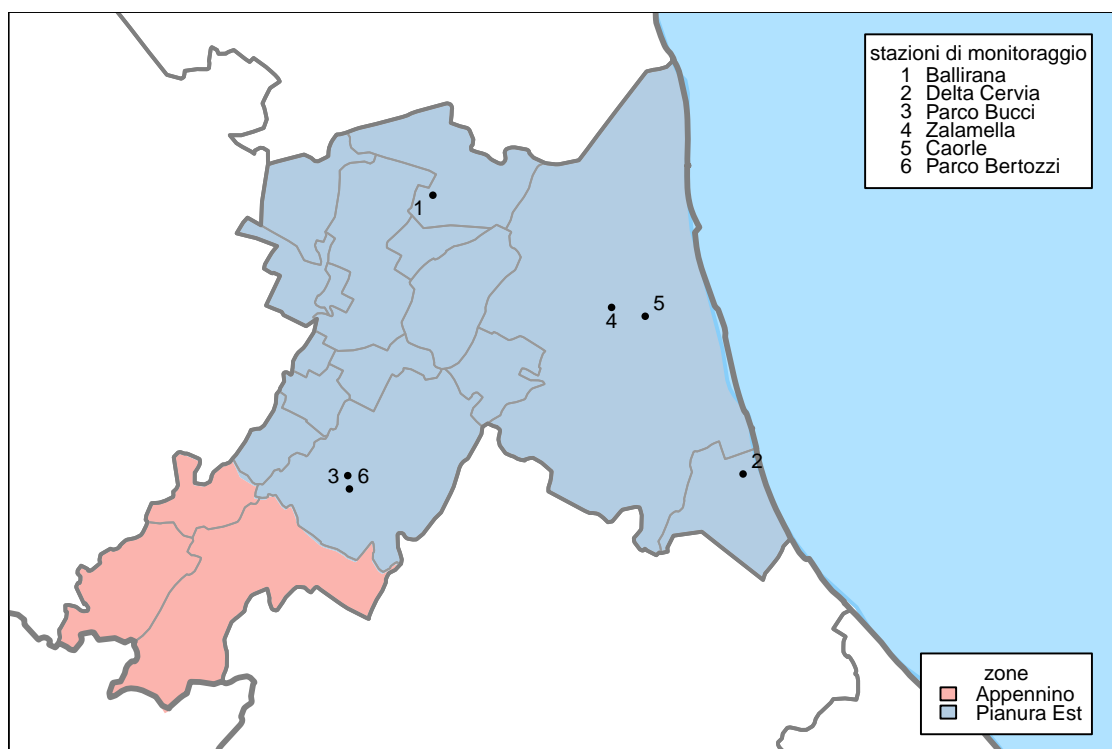 stazioni di monitoraggio
1 Ballirana
2 Delta Cervia
3 Parco Bucci
4 Zalamella
5 Caorle
6 Parco Bertozzi
1
5
4
2
3 6
zone
Appennino
Pianura Est